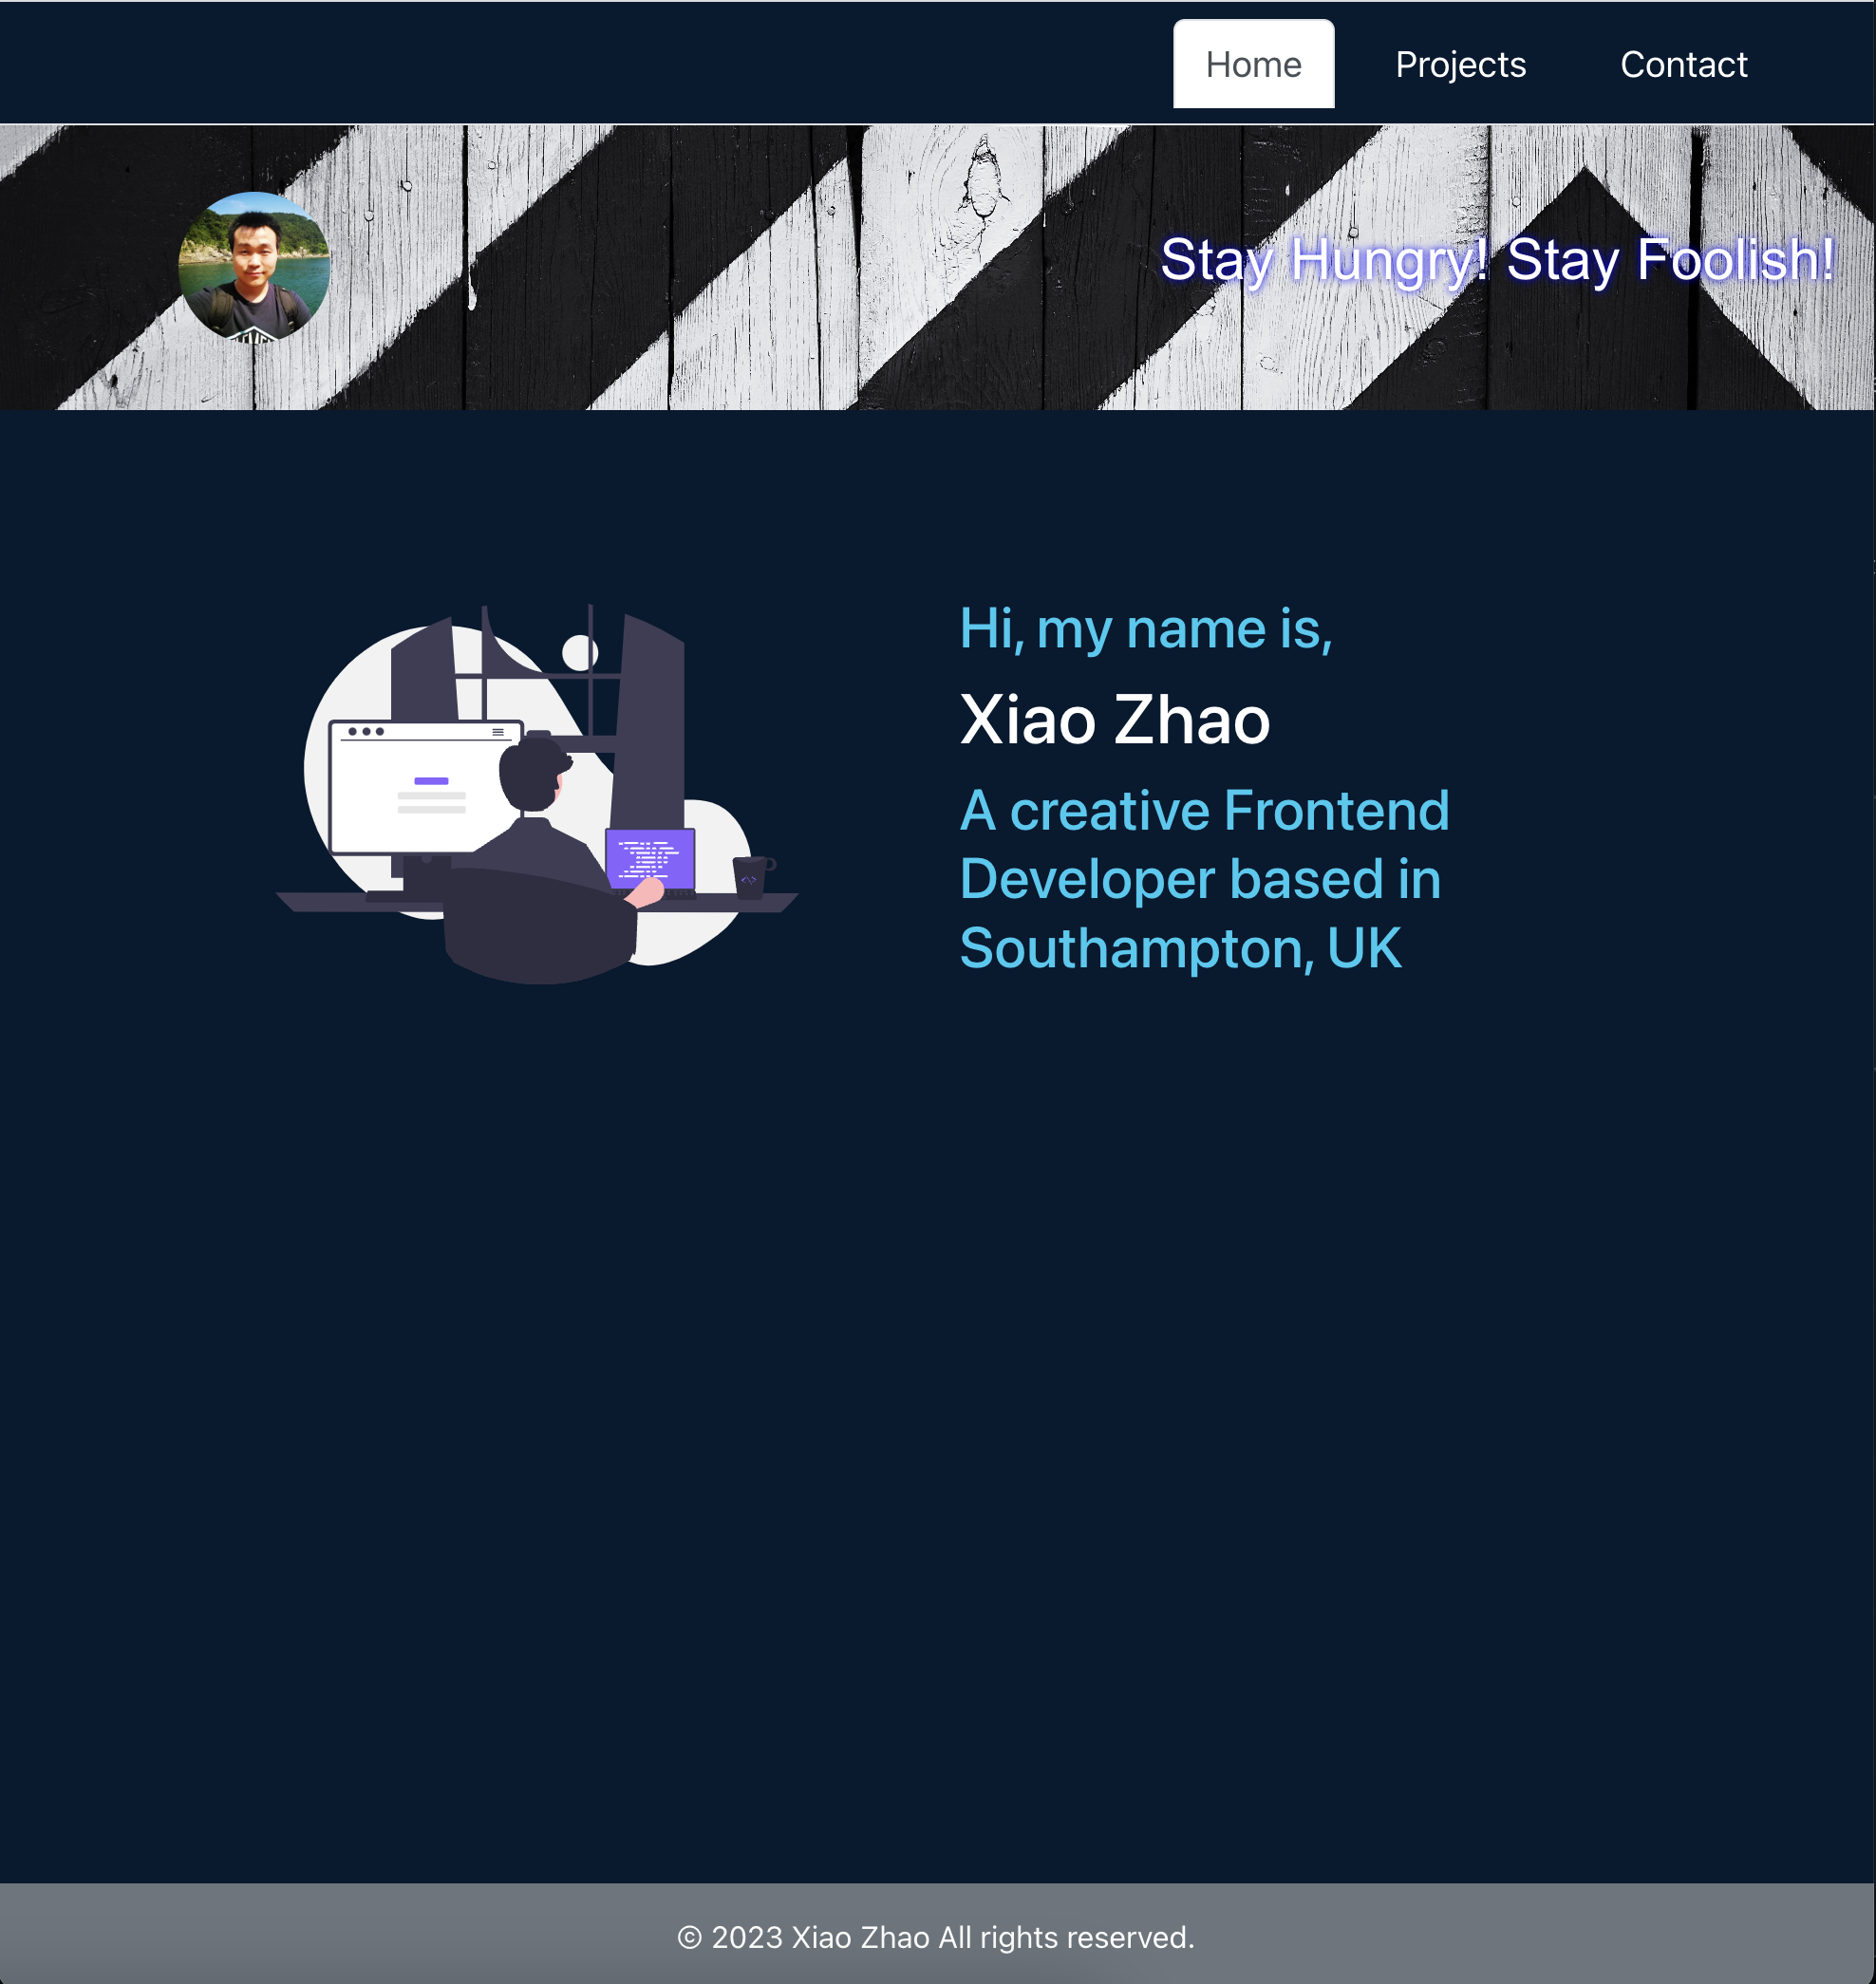 Home Projects Contact
Stay Hungry! Stay Foolish!
Hi, my name is,
Xiao Zhao
A creative Frontend
Developer based in
Southampton, UK
© 2023 Xiao Zhao All rights reserved.